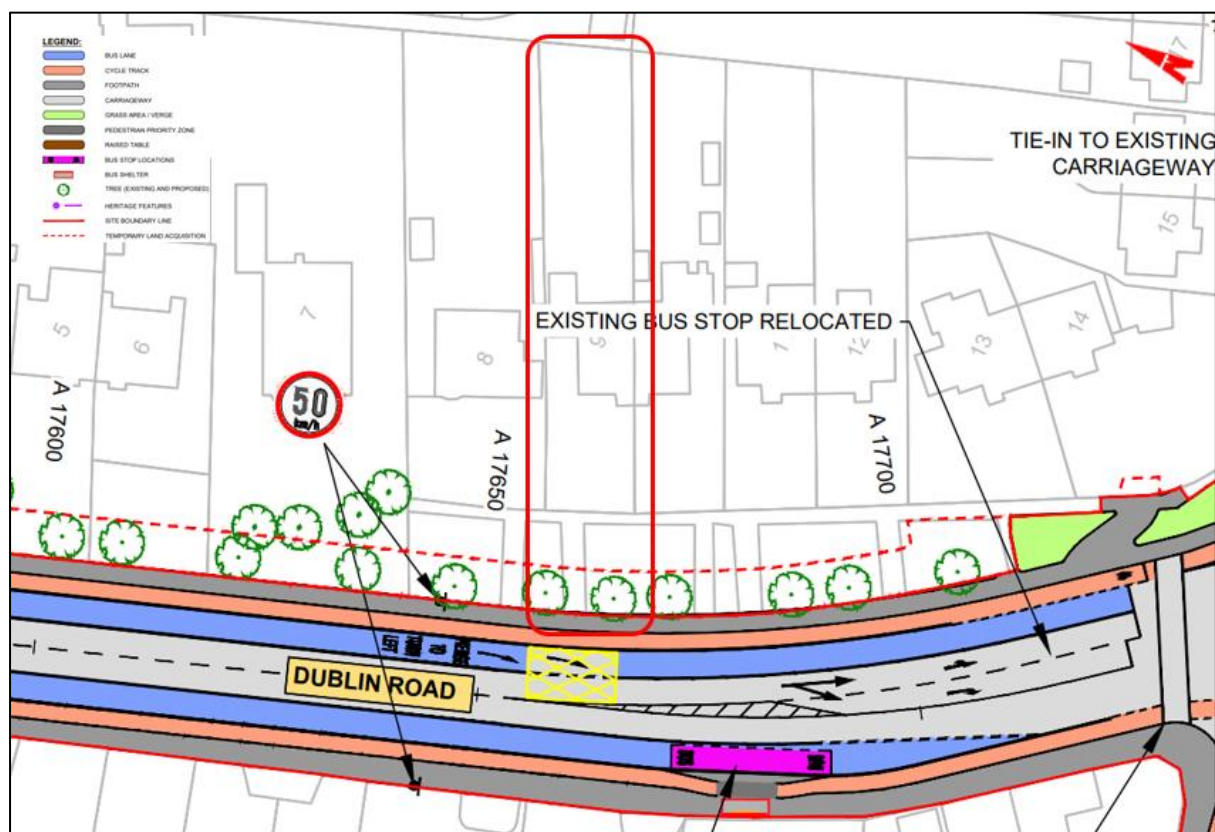 LEGEND:
BUS LANE
CYCLE TRACK
FOOTPATH
CARRIAGEWAY
GRASS AREA / VERGE
PEDESTRIAN PRIORITY ZONE
RAISED TABLE
BUS STOP LOCATIONS
BUS SHELTER
TREE (EXISTING AND PROPOSED)
HERITAGE FEATURES
SITE BOUNDARY LINE
TEMPORARY LAND ACQUISITION
17
N
TIE-IN TO EXISTING
CARRIAGEWAY
15
5
6
7
8
9
EXISTING BUS STOP RELOCATED
12
13
14
50
km/h
A 17600
A 17650
A 17700
DUBLIN ROAD